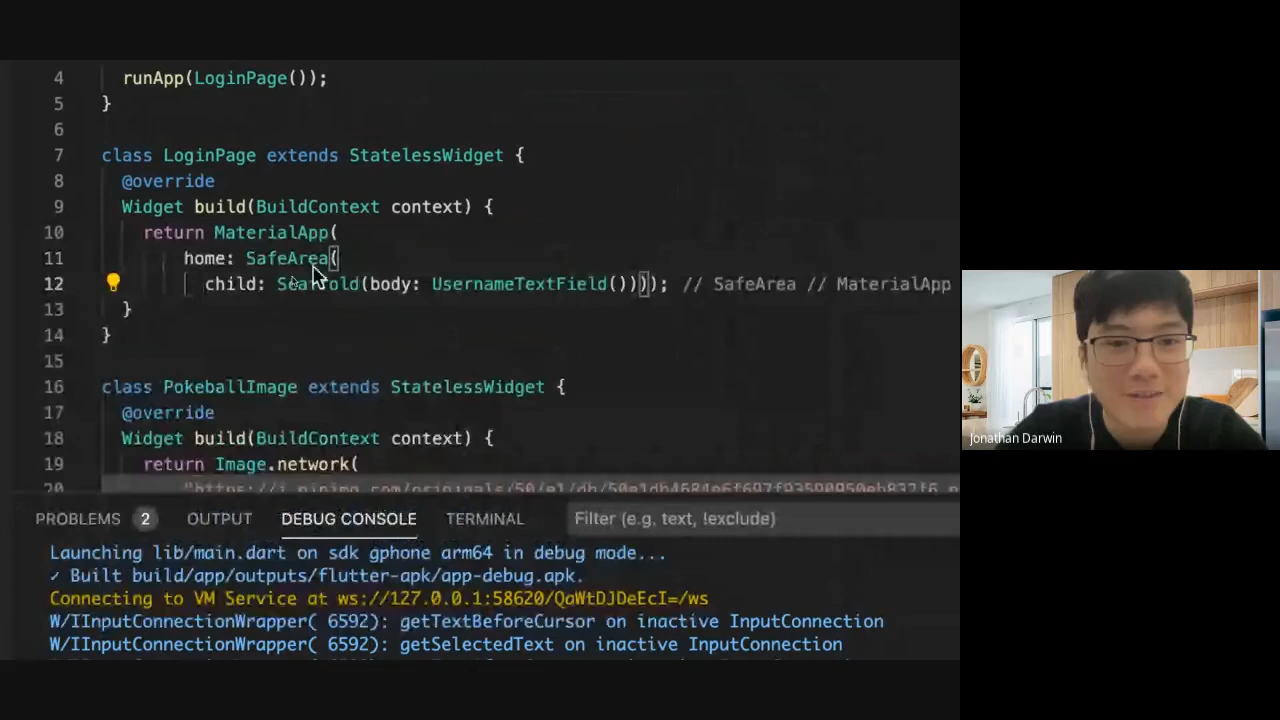 4 runApp(LoginPage());
5 }
6
7 class LoginPage extends StatelessWidget {
8 @override
9 Widget build(BuildContext context) {
10 return MaterialApp(
11 home: SafeArea(
12 child: Scaffold(body: UsernameTextField()))); // SafeArea // MaterialApp
13 }
14 }
15
16 class PokeballImage extends StatelessWidget {
17 @override
18 Widget build(BuildContext context) {
19 return Image.network(
20
PROBLEMS 2 OUTPUT DEBUG CONSOLE TERMINAL Filter (e.g. text, !exclude)
Launching lib/main.dart on sdk gphone arm64 in debug mode...
✓ Built build/app/outputs/flutter-apk/app-debug.apk.
Connecting to VM Service at ws://127.0.0.1:58620/QaWtDJDeEcI=/ws
W/IInputConnectionWrapper( 6592): getTextBeforeCursor on inactive InputConnection
W/IInputConnectionWrapper( 6592): getSelectedText on inactive InputConnection
Jonathan Darwin